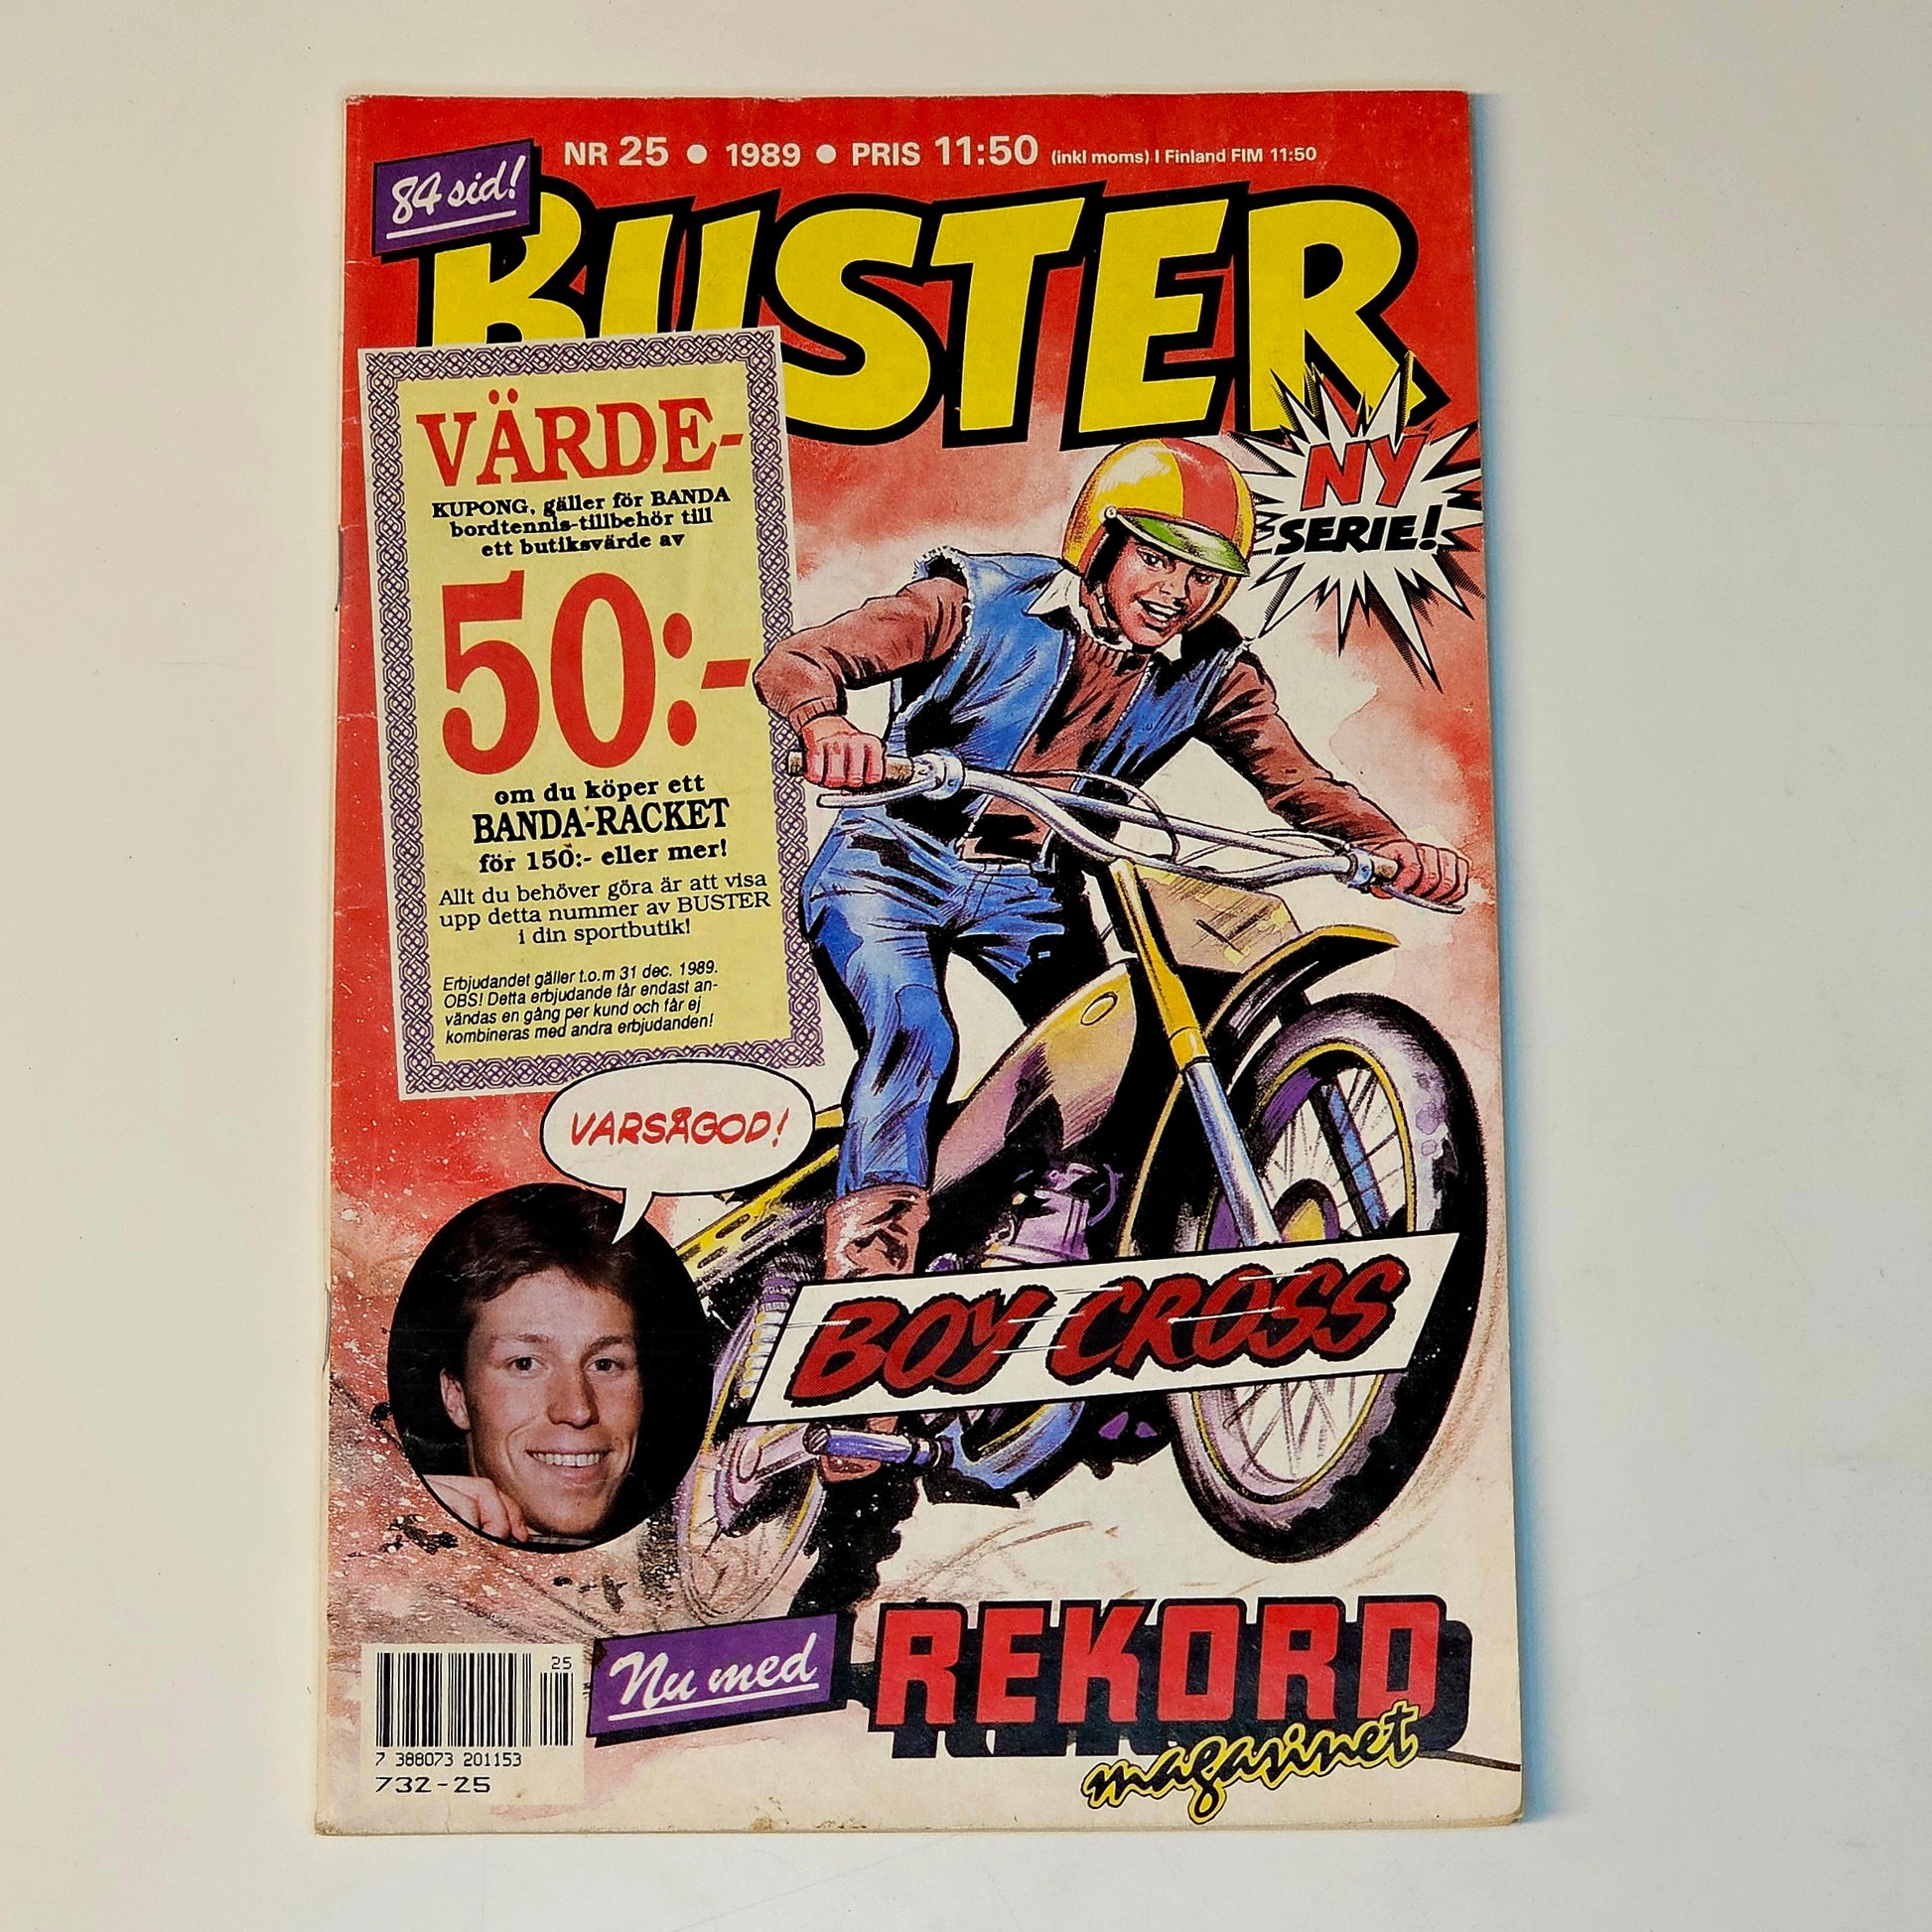 NR 25 • 1989 • PRIS 11:50 (inkl moms) I Finland FIM 11:50
84 sid!
BUSTER
VÄRDE-
KUPONG, gäller för BANDA
bordtennis-tillbehör till
ett butiksvärde av
50:-
om du köper ett
BANDA-RACKET
för 150:- eller mer!
Allt du behöver göra är att visa
upp detta nummer av BUSTER
i din sportbutik!
Erbjudandet gäller t.o.m 31 dec. 1989.
OBS! Detta erbjudande får endast an-
vändas en gång per kund och får ej
kombineras med andra erbjudanden!
NY
SERIE!
VARSÅGOD!
BOY CROSS
Nu med
REKORD
magasinet
25
7 388073 201153
732-25